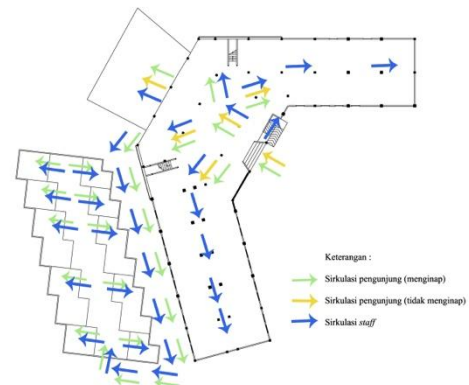 Keterangan :
Sirkulasi pengunjung (menginap)
Sirkulasi pengunjung (tidak menginap)
Sirkulasi staff